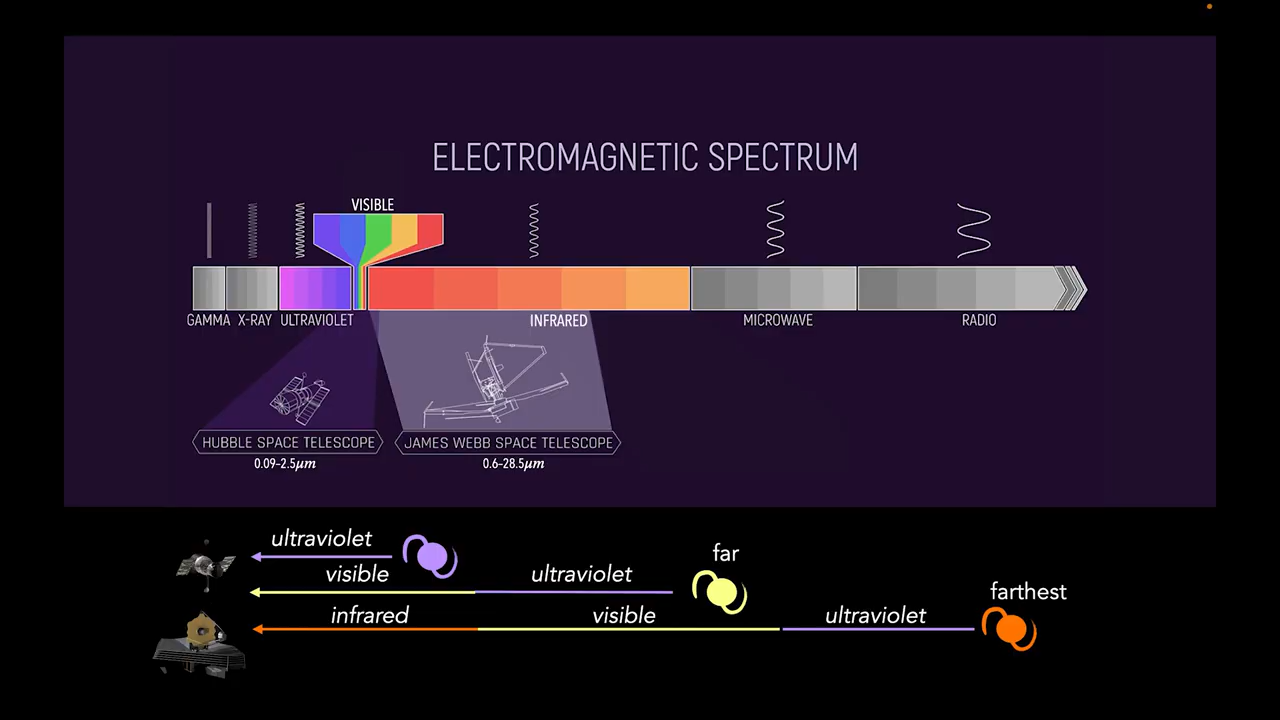 ELECTROMAGNETIC SPECTRUM
VISIBLE
GAMMA X-RAY ULTRAVIOLET INFRARED MICROWAVE RADIO
HUBBLE SPACE TELESCOPE JAMES WEBB SPACE TELESCOPE
0.09-2.5μm 0.6-28.5μm
ultraviolet
far
visible ultraviolet
farthest
infrared visible ultraviolet